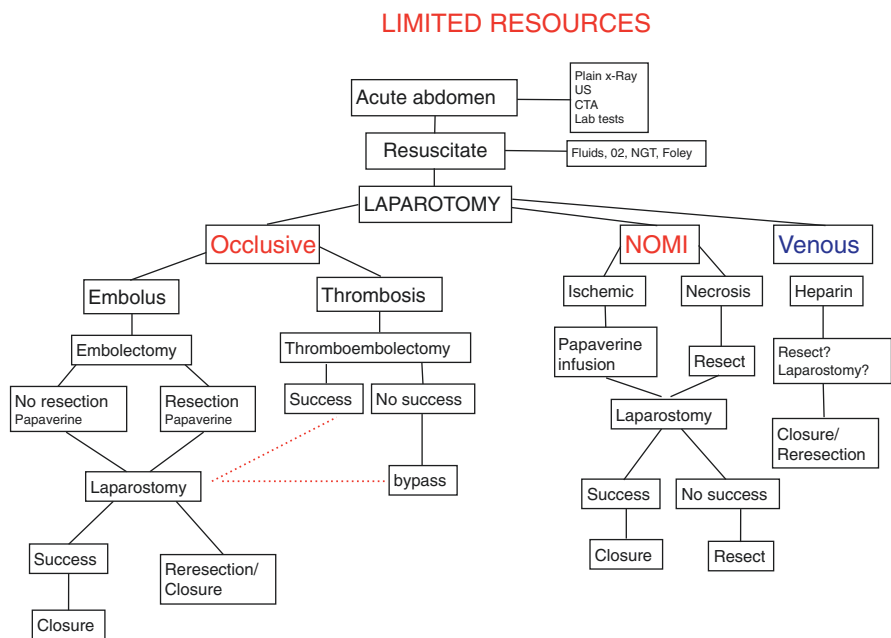 LIMITED RESOURCES
Acute abdomen
Plain x-Ray
US
CTA
Lab tests
Resuscitate
Fluids, 02, NGT, Foley
LAPAROTOMY
Occlusive
NOMI
Venous
Embolus
Thrombosis
Ischemic
Necrosis
Heparin
Embolectomy
Thromboembolectomy
Papaverine
infusion
Resect
Resect?
Laparostomy?
No resection
Papaverine
Resection
Papaverine
Success
No success
Laparostomy
Closure/
Reresection
Laparostomy
bypass
Success
No success
Success
Reresection/
Closure
Closure
Resect
Closure